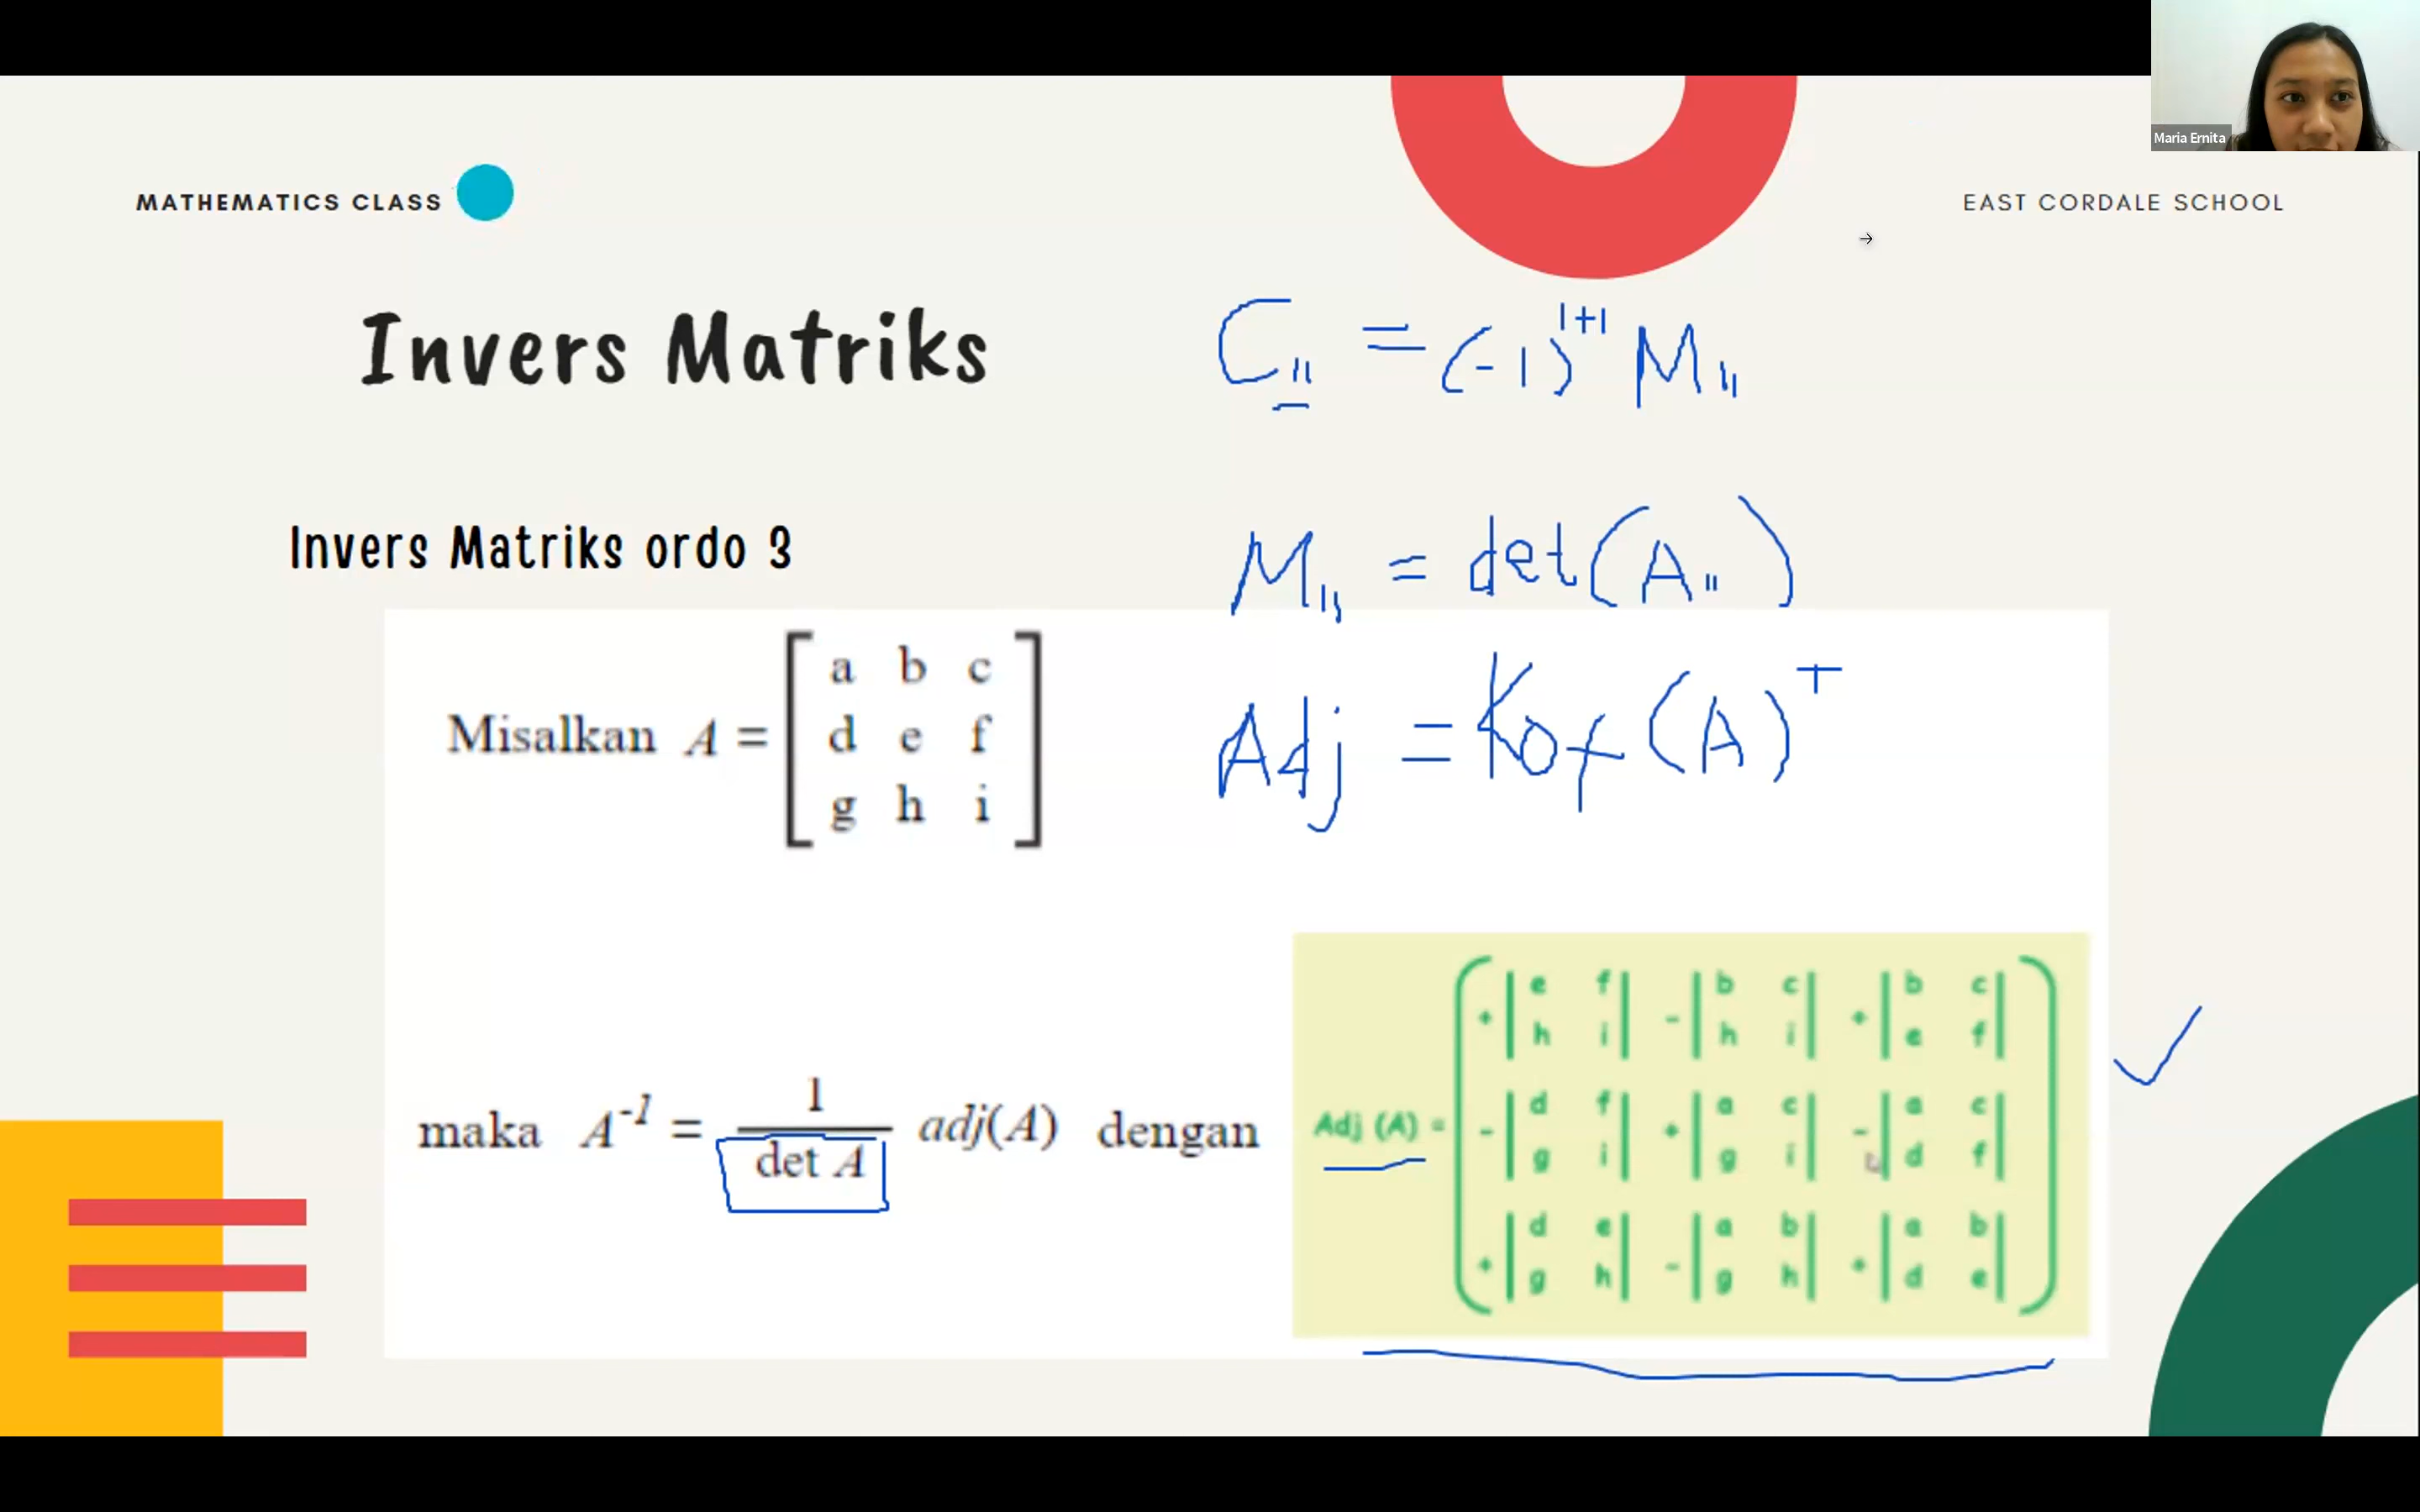 Maria Ernita
MATHEMATICS CLASS
EAST CORDALE SCHOOL
Invers Matriks
C₁₁ = (-1)¹⁺¹ M₁₁
Invers Matriks ordo 3
M₁₁ = det(A₁₁)
Adj = Kof(A)ᵀ
Misalkan A =
a b c
d e f
g h i
maka A⁻¹ = 1/det A adj(A) dengan
Adj (A) =
+ |e f| - |b c| + |b c|
|h i| |h i| |e f|
- |d f| + |a c| - |a c|
|g i| |g i| |d f|
+ |d e| - |a b| + |a b|
|g h| |g h| |d e|